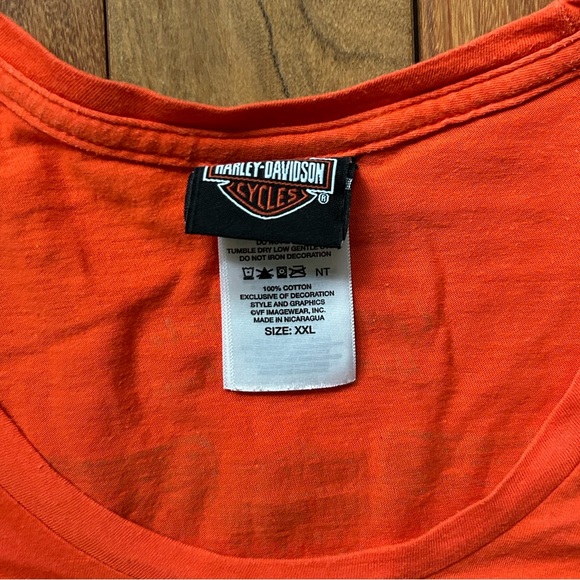 HARLEY-DAVIDSON
CYCLES
®
TUMBLE DRY LOW GENTLE
DO NOT IRON DECORATION
NT
100% COTTON
EXCLUSIVE OF DECORATION
STYLE AND GRAPHICS
©VF IMAGEWEAR, INC.
MADE IN NICARAGUA
SIZE: XXL